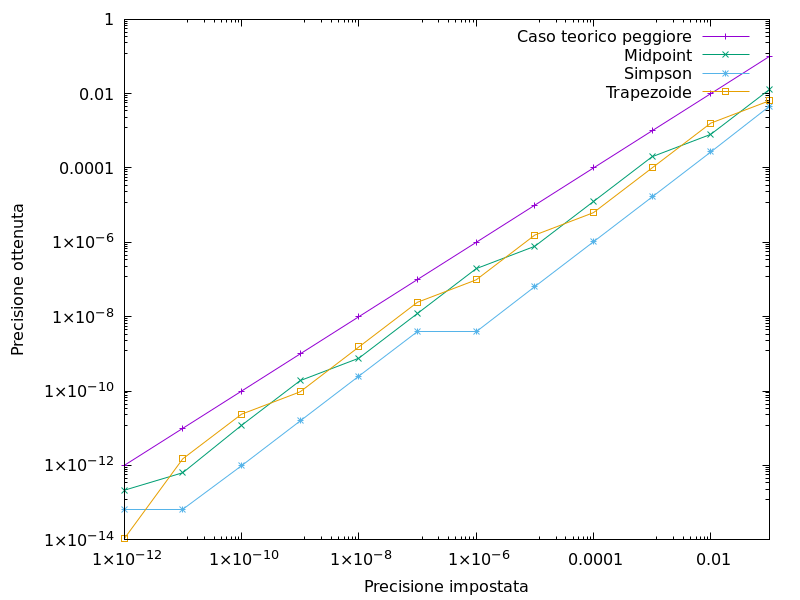 1
0.01
0.0001
1×10⁻⁶
1×10⁻⁸
1×10⁻¹⁰
1×10⁻¹²
1×10⁻¹⁴
Precisione ottenuta
Caso teorico peggiore
Midpoint
Simpson
Trapezoide
1×10⁻¹² 1×10⁻¹⁰ 1×10⁻⁸ 1×10⁻⁶ 0.0001 0.01
Precisione impostata